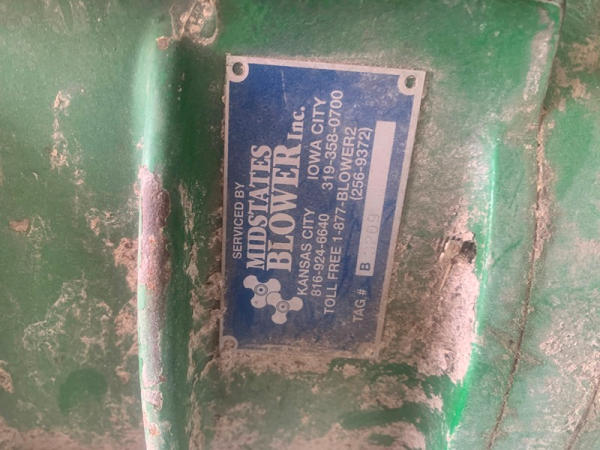 SERVICED BY
MIDSTATES
BLOWER Inc.
KANSAS CITY IOWA CITY
816-924-6640 319-358-0700
TOLL FREE 1-877-BLOWER2
(256-9372)
TAG # B